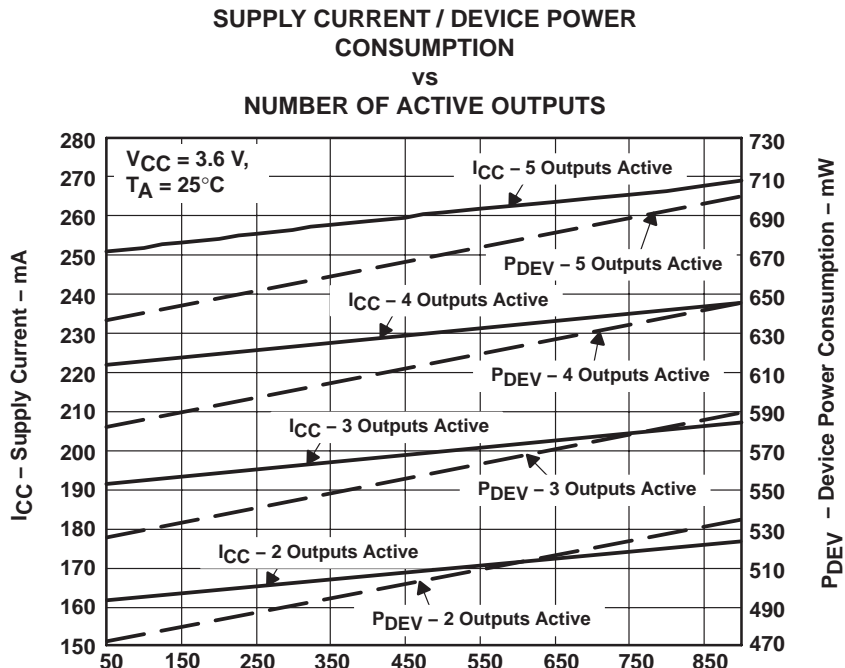 SUPPLY CURRENT / DEVICE POWER
CONSUMPTION
vs
NUMBER OF ACTIVE OUTPUTS
280
270
260
250
240
230
220
210
200
190
180
170
160
150
ICC – Supply Current – mA
VCC = 3.6 V,
TA = 25°C
ICC – 5 Outputs Active
PDEV – 5 Outputs Active
ICC – 4 Outputs Active
PDEV – 4 Outputs Active
ICC – 3 Outputs Active
PDEV – 3 Outputs Active
ICC – 2 Outputs Active
PDEV – 2 Outputs Active
730
710
690
670
650
630
610
590
570
550
530
510
490
470
PDEV – Device Power Consumption – mW
50 150 250 350 450 550 650 750 850